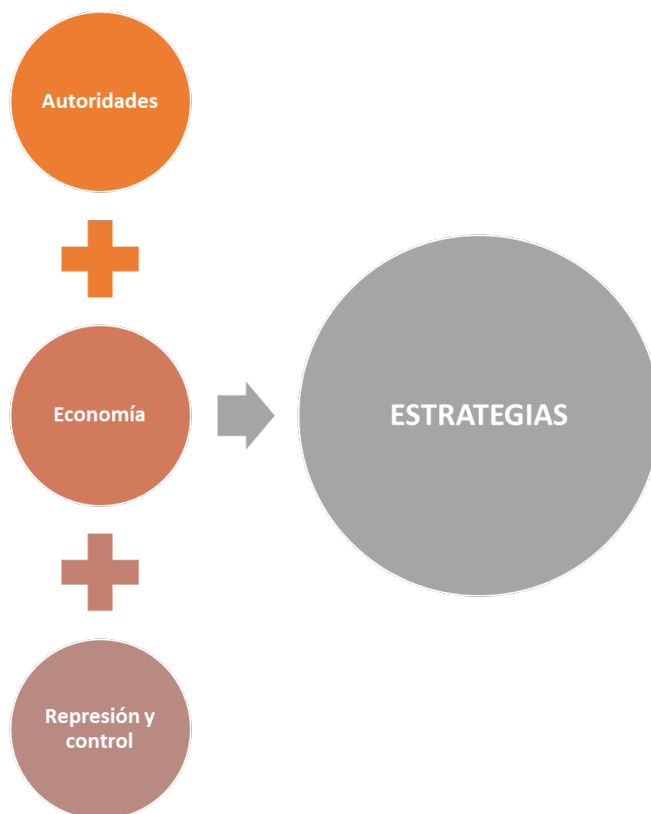 Autoridades
Economía
ESTRATEGIAS
Represión y
control